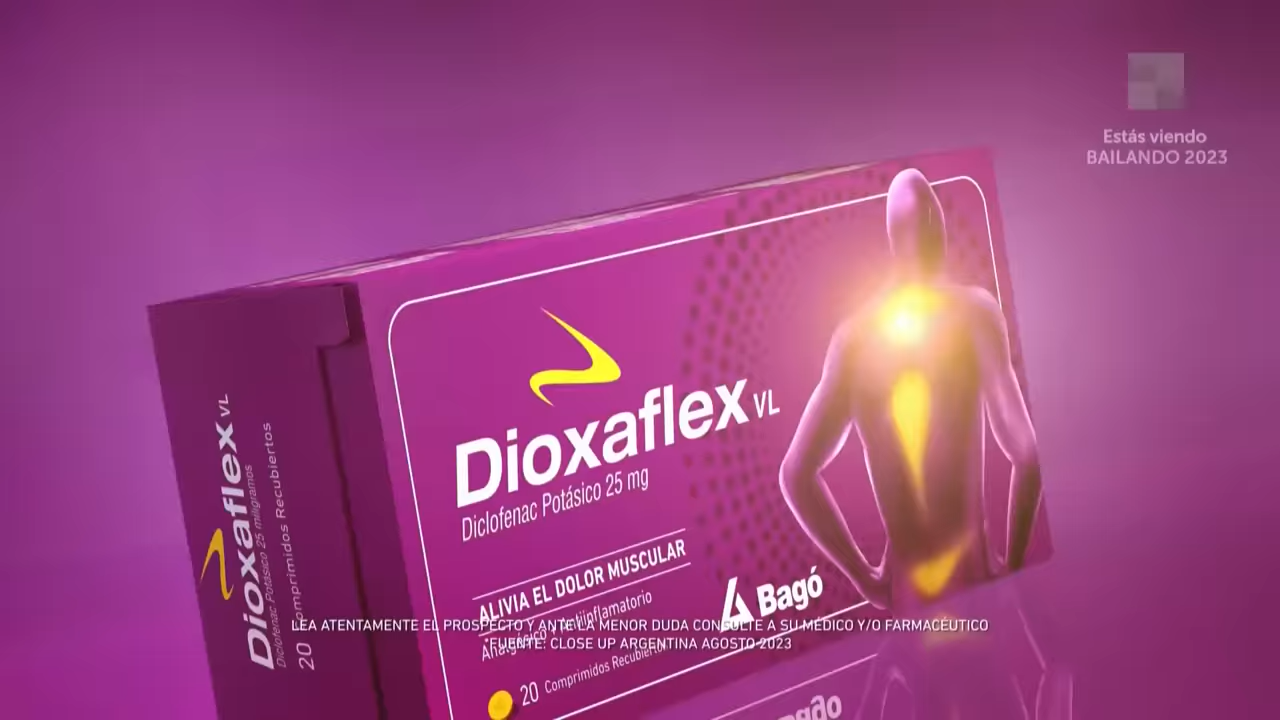 Estás viendo
BAILANDO 2023
Dioxaflex VL
Diclofenac Potásico 25 mg
ALIVIA EL DOLOR MUSCULAR
Analgésico y Antiinflamatorio
20 Comprimidos Recubiertos
Bagó
Dioxaflex VL
Diclofenac Potásico 25 miligramos
20 Comprimidos Recubiertos
LEA ATENTAMENTE EL PROSPECTO Y ANTE LA MENOR DUDA CONSULTE A SU MÉDICO Y/O FARMACÉUTICO
*FUENTE: CLOSE UP ARGENTINA AGOSTO 2023